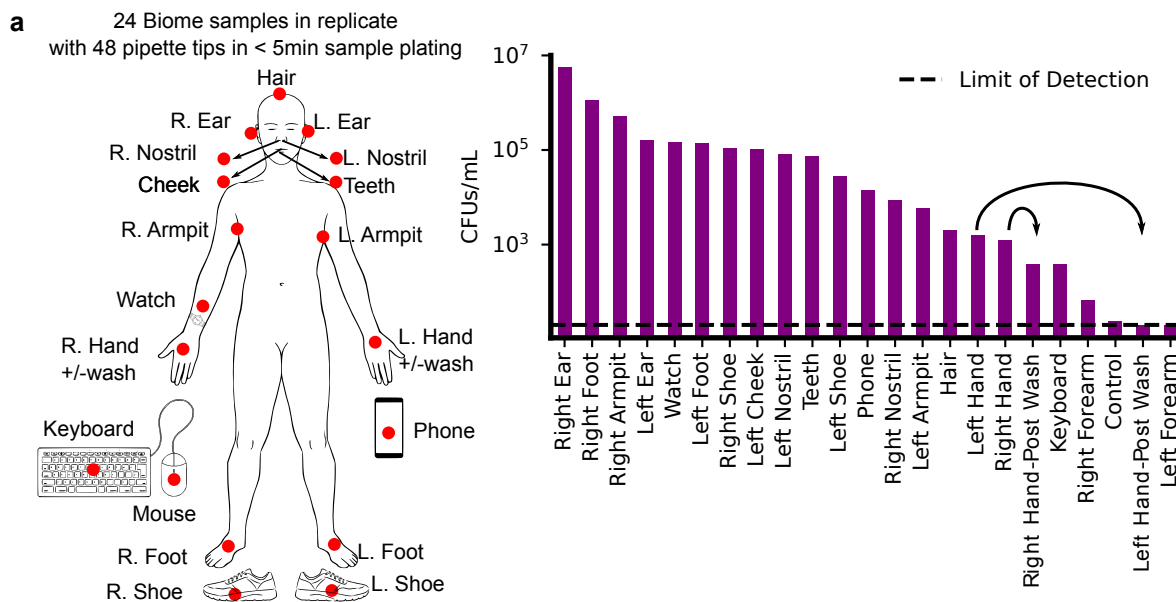 a
24 Biome samples in replicate
with 48 pipette tips in < 5min sample plating
Hair
R. Ear
L. Ear
R. Nostril
L. Nostril
Cheek
Teeth
R. Armpit
L. Armpit
Watch
R. Hand
+/-wash
L. Hand
+/-wash
Keyboard
Mouse
Phone
R. Foot
L. Foot
R. Shoe
L. Shoe
CFUs/mL
10^7
10^5
10^3
Limit of Detection
Right Ear
Right Foot
Right Armpit
Left Ear
Watch
Left Foot
Right Shoe
Left Cheek
Left Nostril
Teeth
Left Shoe
Phone
Right Nostril
Left Armpit
Hair
Left Hand
Right Hand
Right Hand-Post Wash
Keyboard
Right Forearm
Control
Left Hand-Post Wash
Left Forearm